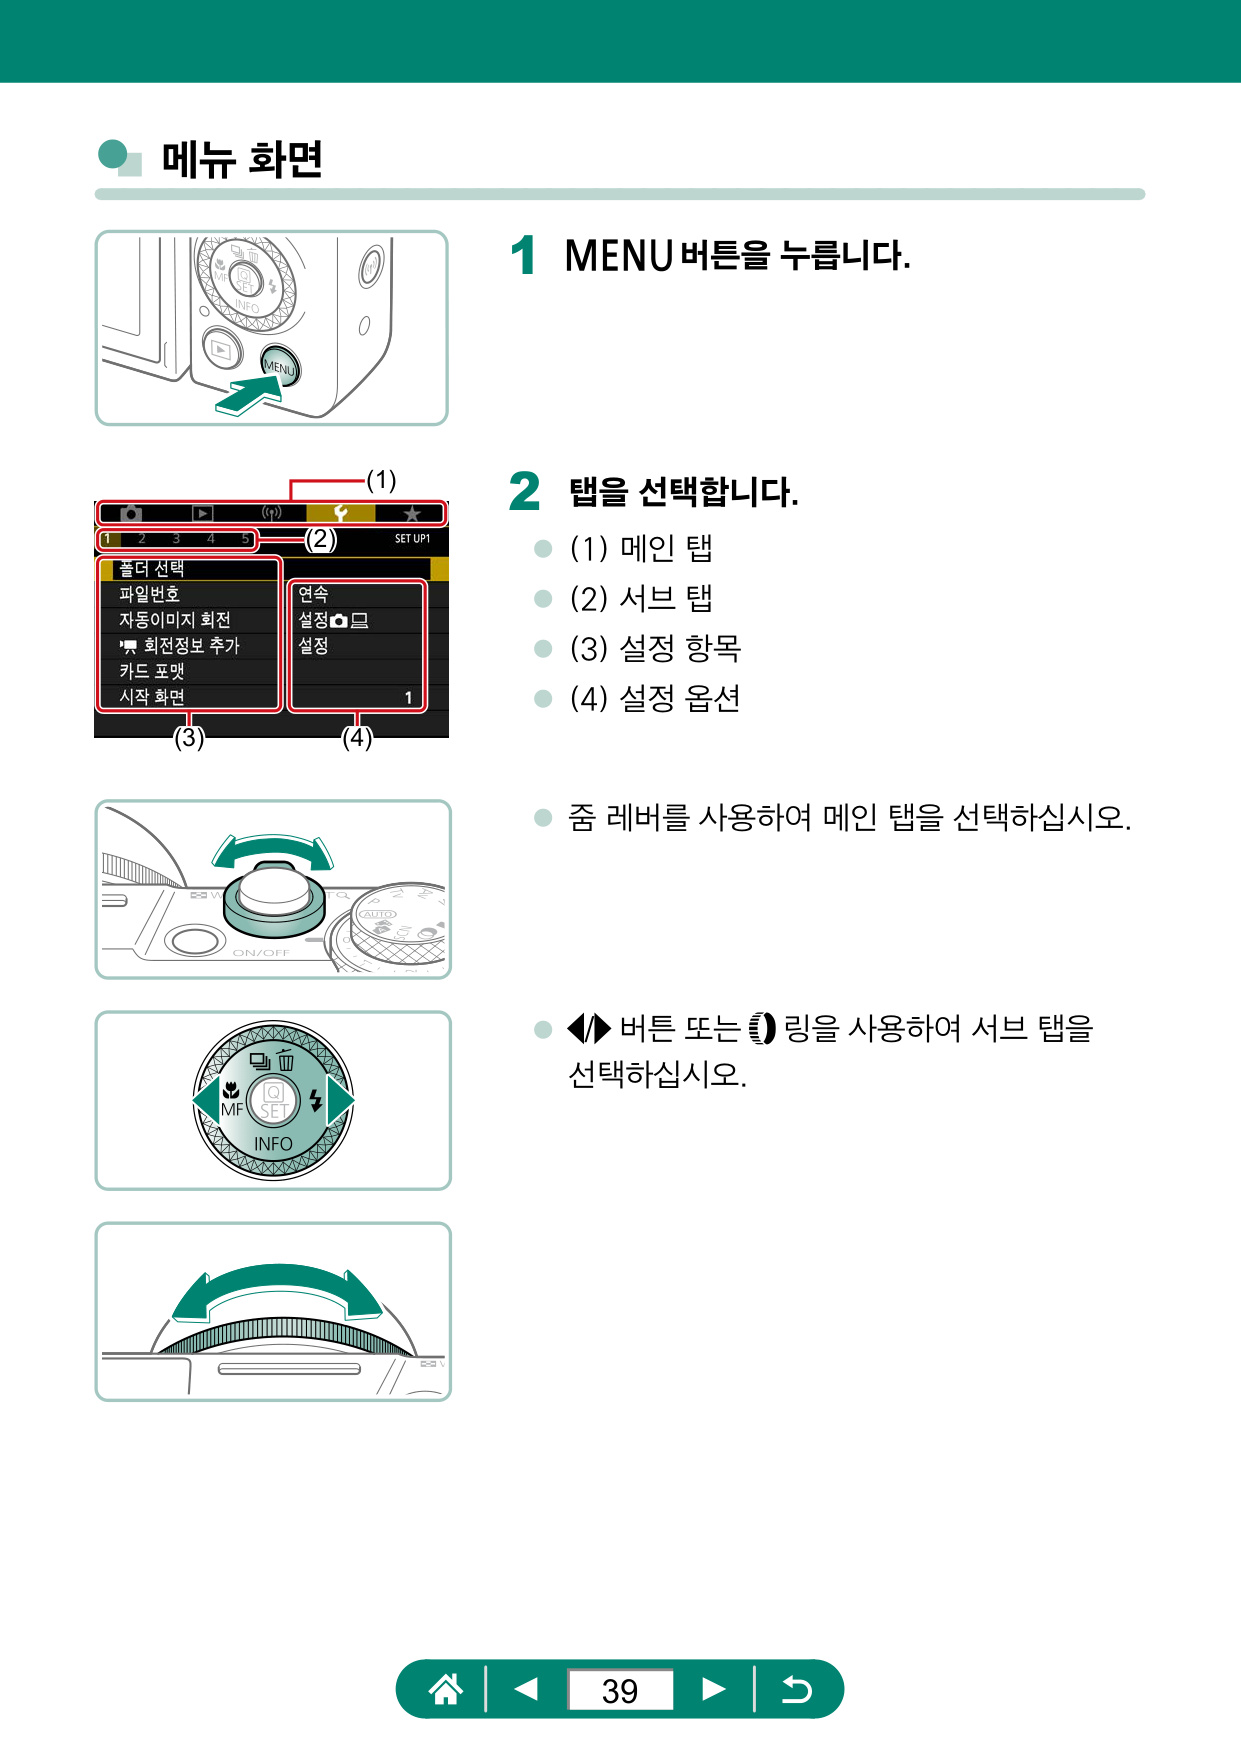 메뉴 화면
1 MENU 버튼을 누릅니다.
Q
SET
MF
INFO
MENU
2 탭을 선택합니다.
(1)
1 2 3 4 5
(2)
SET UP1
폴더 선택
파일번호 연속
자동이미지 회전 설정
회전정보 추가 설정
카드 포맷
시작 화면 1
(3) (4)
● (1) 메인 탭
● (2) 서브 탭
● (3) 설정 항목
● (4) 설정 옵션
● 줌 레버를 사용하여 메인 탭을 선택하십시오.
W T
AUTO
ON/OFF
● ◀/▶ 버튼 또는 링을 사용하여 서브 탭을
선택하십시오.
MF
Q
SET
INFO
39